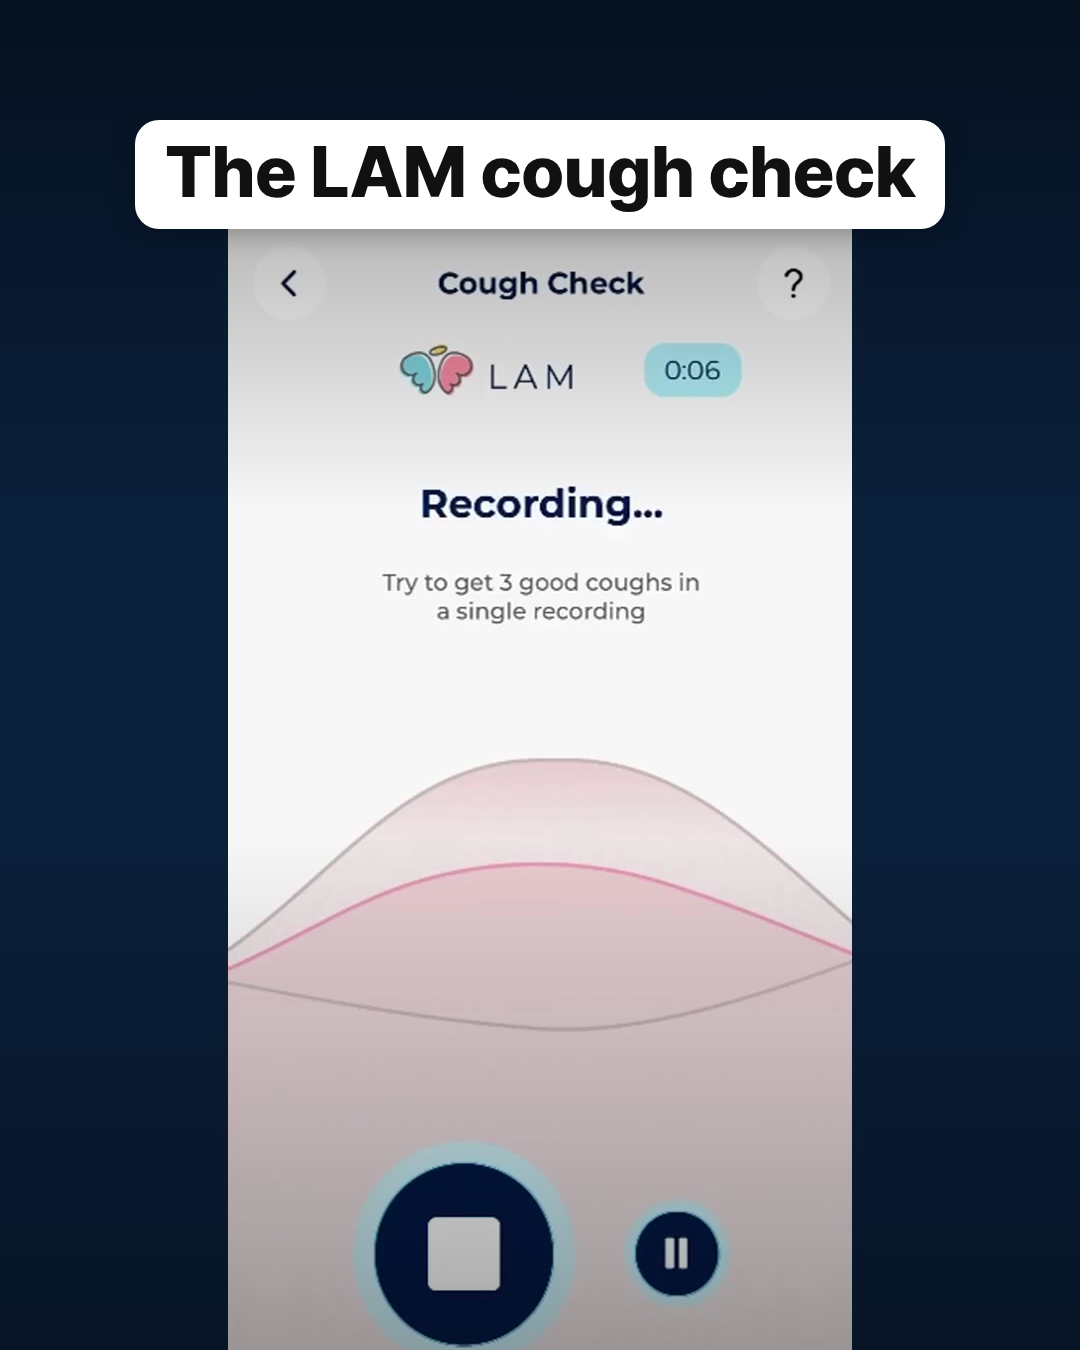 The LAM cough check
Cough Check
?
LAM
0:06
Recording...
Try to get 3 good coughs in
a single recording